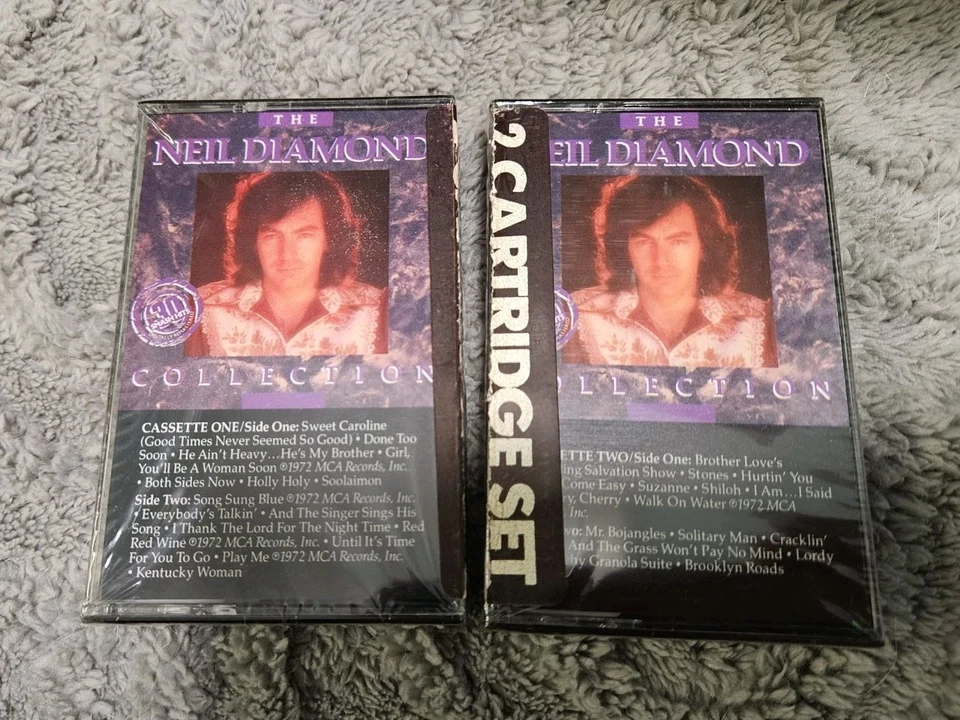 THE
NEIL DIAMOND
30
SMASH HITS
COLLECTION
CASSETTE ONE/Side One: Sweet Caroline
(Good Times Never Seemed So Good) • Done Too
Soon • He Ain't Heavy...He's My Brother • Girl,
You'll Be A Woman Soon ℗1972 MCA Records, Inc.
• Both Sides Now • Holly Holy • Soolaimon
Side Two: Song Sung Blue ℗1972 MCA Records, Inc.
• Everybody's Talkin' • And The Singer Sings His
Song • I Thank The Lord For The Night Time • Red
Red Wine ℗1972 MCA Records, Inc. • Until It's Time
For You To Go • Play Me ℗1972 MCA Records, Inc.
• Kentucky Woman
2 CARTRIDGE SET
THE
EIL DIAMOND
OLLECTION
ETTE TWO/Side One: Brother Love's
ing Salvation Show • Stones • Hurtin' You
Come Easy • Suzanne • Shiloh • I Am...I Said
ry, Cherry • Walk On Water ℗1972 MCA
Inc.
wo: Mr. Bojangles • Solitary Man • Cracklin'
And The Grass Won't Pay No Mind • Lordy
hy Granola Suite • Brooklyn Roads